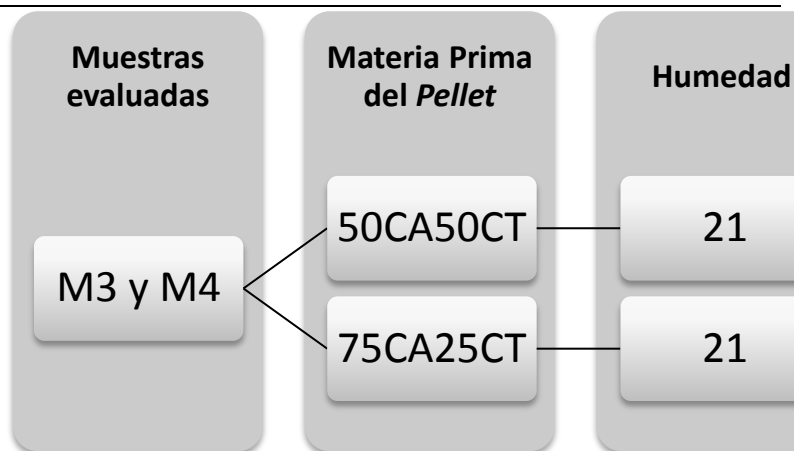 Muestras
evaluadas
Materia Prima
del Pellet
Humedad
M3 y M4
50CA50CT
21
75CA25CT
21